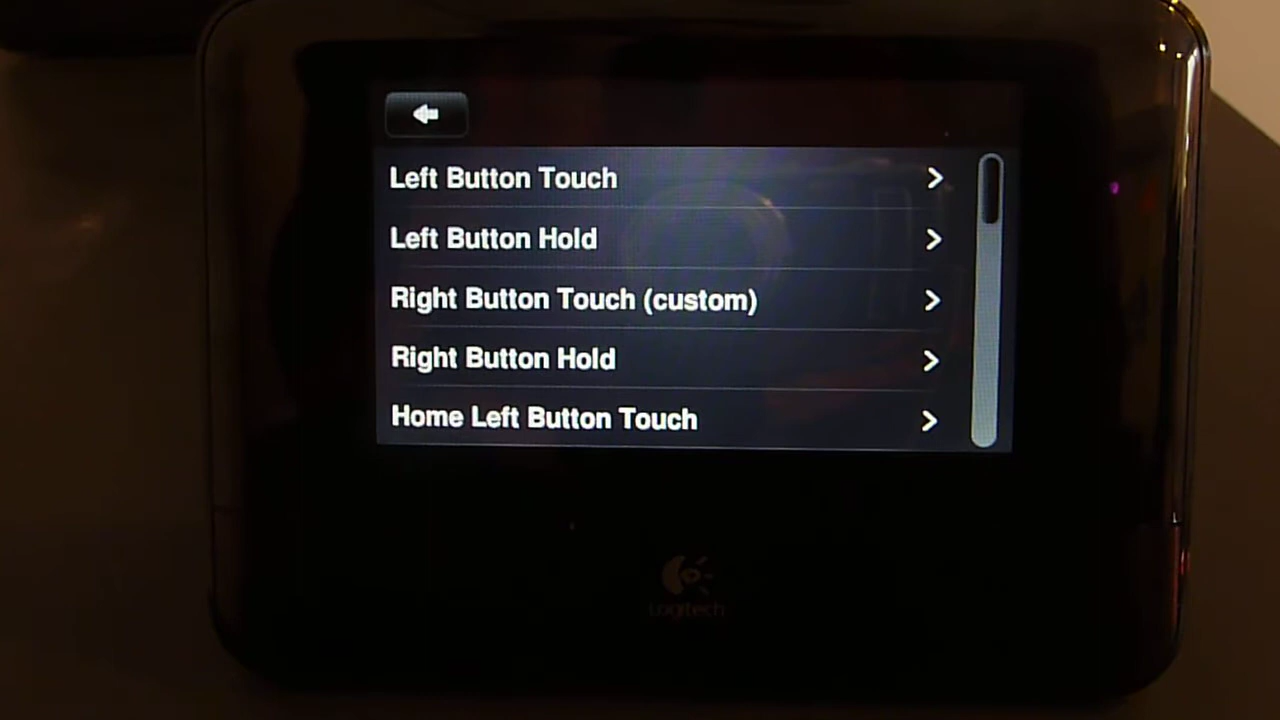 Left Button Touch
Left Button Hold
Right Button Touch (custom)
Right Button Hold
Home Left Button Touch
Logitech